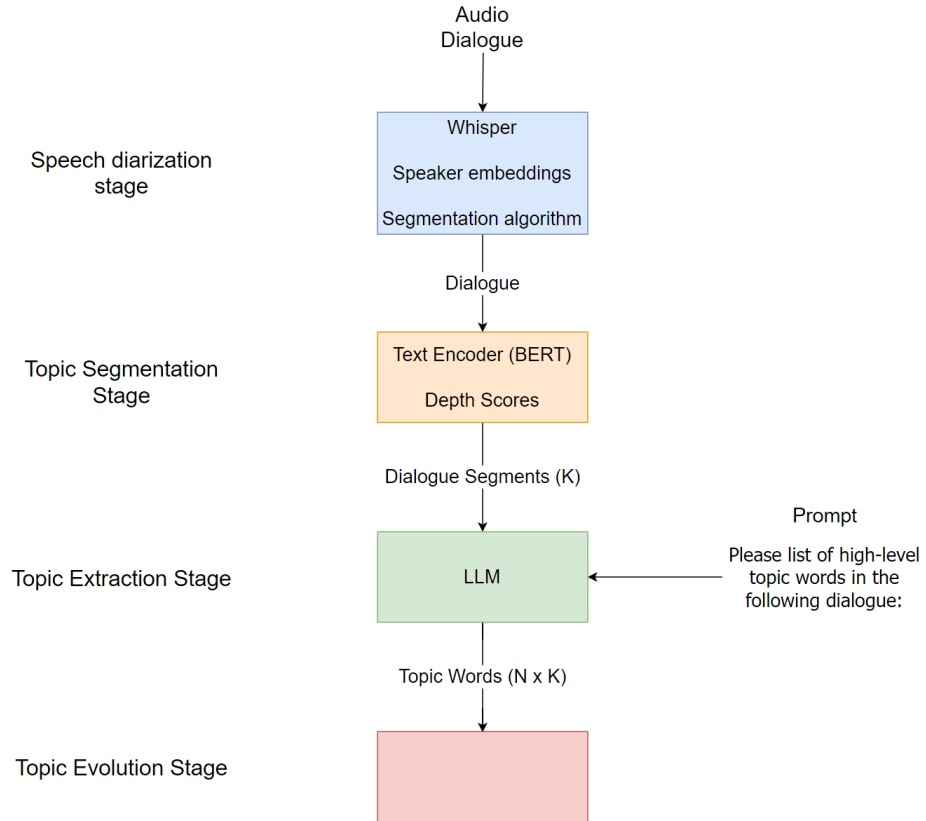 Audio
Dialogue
Speech diarization
stage
Whisper
Speaker embeddings
Segmentation algorithm
Dialogue
Topic Segmentation
Stage
Text Encoder (BERT)
Depth Scores
Dialogue Segments (K)
Topic Extraction Stage
LLM
Prompt
Please list of high-level
topic words in the
following dialogue:
Topic Words (N x K)
Topic Evolution Stage